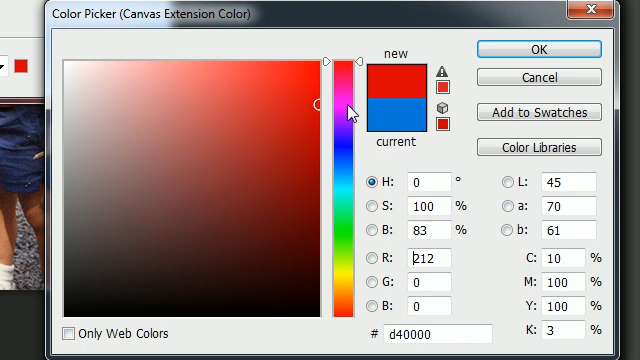 Color Picker (Canvas Extension Color)
new
current
OK
Cancel
Add to Swatches
Color Libraries
H: 0 °
S: 100 %
B: 83 %
R: 212
G: 0
B: 0
# d40000
L: 45
a: 70
b: 61
C: 10 %
M: 100 %
Y: 100 %
K: 3 %
Only Web Colors